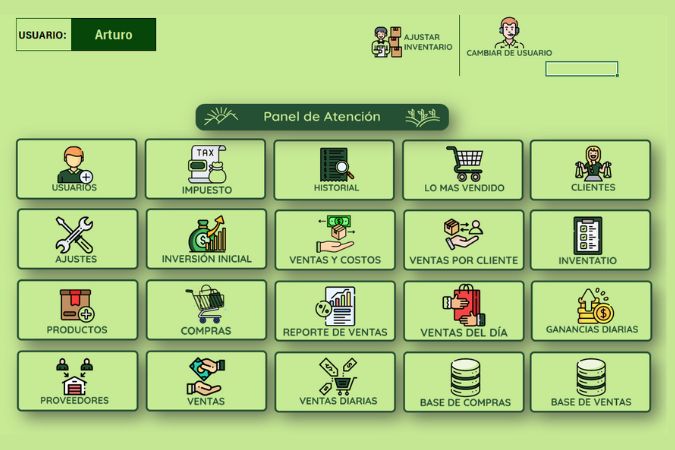 USUARIO: Arturo
AJUSTAR
INVENTARIO
CAMBIAR DE USUARIO
Panel de Atención
USUARIOS
TAX
IMPUESTO
HISTORIAL
LO MAS VENDIDO
CLIENTES
AJUSTES
INVERSIÓN INICIAL
VENTAS Y COSTOS
VENTAS POR CLIENTE
INVENTATIO
PRODUCTOS
COMPRAS
REPORTE DE VENTAS
VENTAS DEL DÍA
GANANCIAS DIARIAS
PROVEEDORES
VENTAS
VENTAS DIARIAS
BASE DE COMPRAS
BASE DE VENTAS